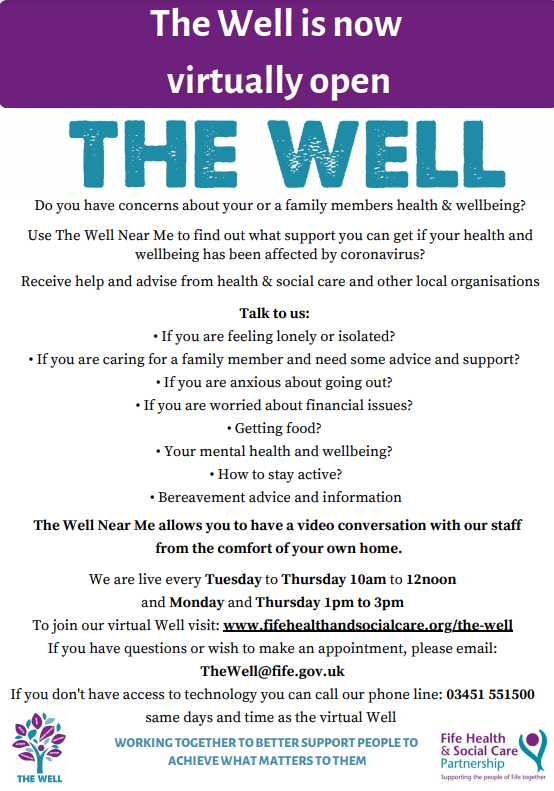 The Well is now
virtually open
THE WELL
Do you have concerns about your or a family members health & wellbeing?
Use The Well Near Me to find out what support you can get if your health and
wellbeing has been affected by coronavirus?
Receive help and advise from health & social care and other local organisations
Talk to us:
• If you are feeling lonely or isolated?
• If you are caring for a family member and need some advice and support?
• If you are anxious about going out?
• If you are worried about financial issues?
• Getting food?
• Your mental health and wellbeing?
• How to stay active?
• Bereavement advice and information
The Well Near Me allows you to have a video conversation with our staff
from the comfort of your own home.
We are live every Tuesday to Thursday 10am to 12noon
and Monday and Thursday 1pm to 3pm
To join our virtual Well visit: www.fifehealthandsocialcare.org/the-well
If you have questions or wish to make an appointment, please email:
TheWell@fife.gov.uk
If you don't have access to technology you can call our phone line: 03451 551500
same days and time as the virtual Well
THE WELL
WORKING TOGETHER TO BETTER SUPPORT PEOPLE TO
ACHIEVE WHAT MATTERS TO THEM
Fife Health
& Social Care
Partnership
Supporting the people of Fife together